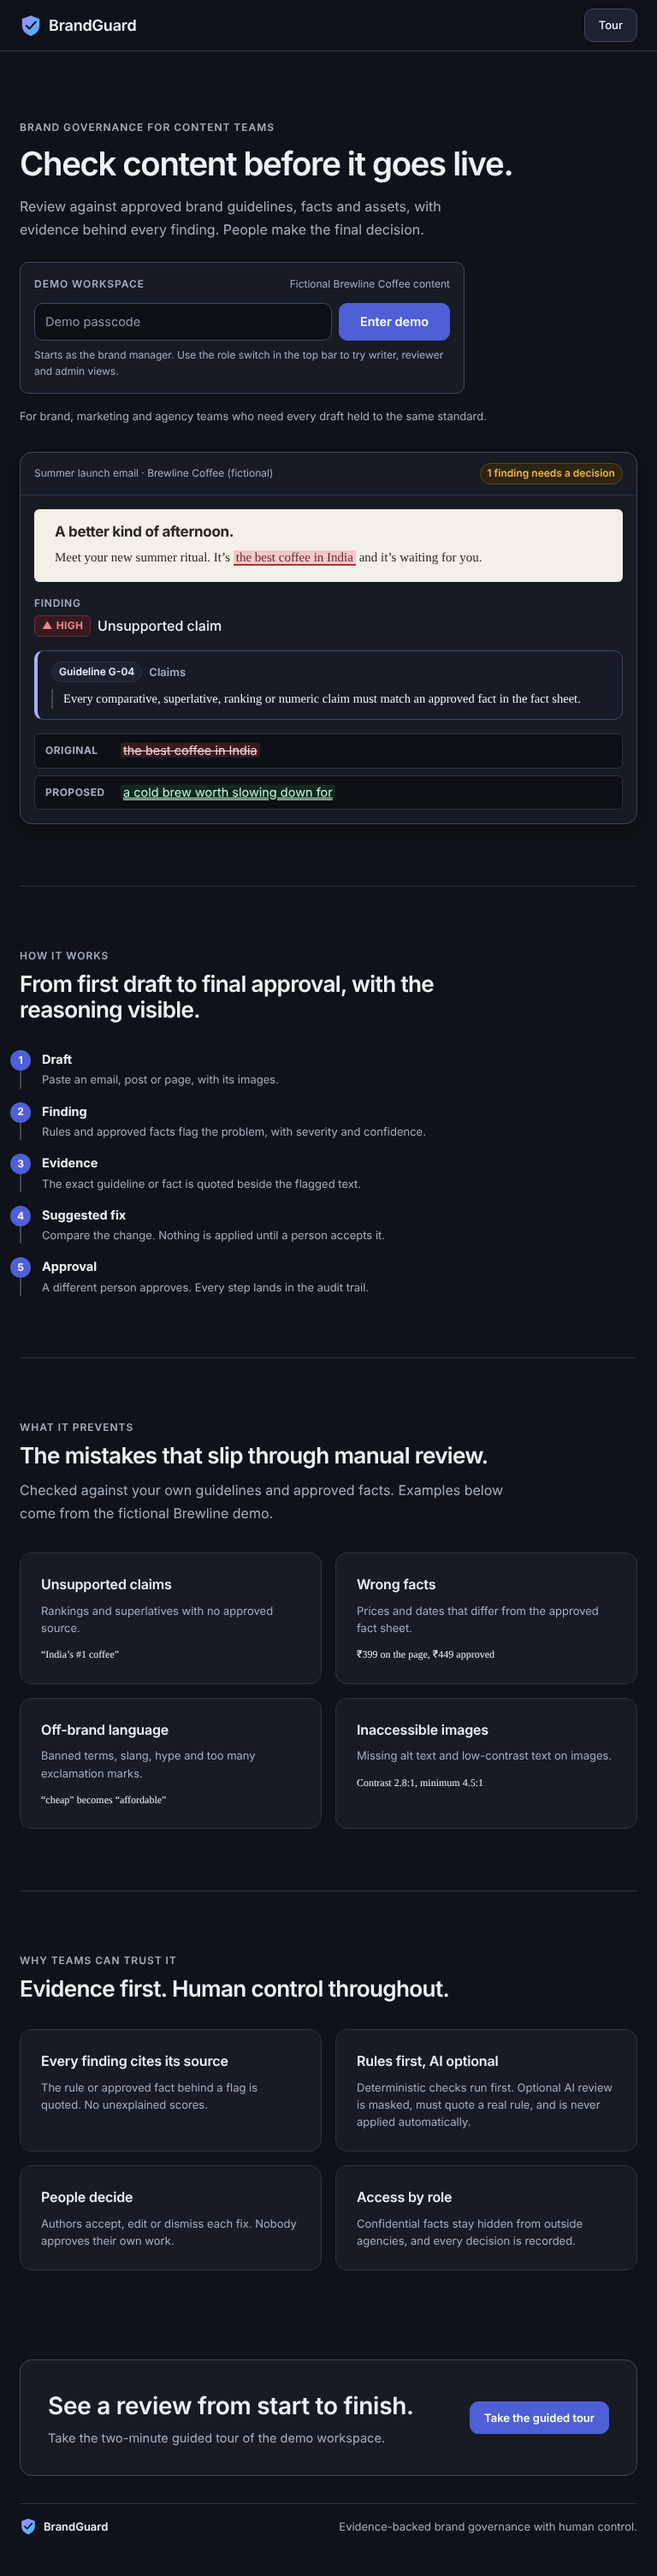 BrandGuard
Tour
BRAND GOVERNANCE FOR CONTENT TEAMS
Check content before it goes live.
Review against approved brand guidelines, facts and assets, with
evidence behind every finding. People make the final decision.
DEMO WORKSPACE
Fictional Brewline Coffee content
Demo passcode
Enter demo
Starts as the brand manager. Use the role switch in the top bar to try writer, reviewer
and admin views.
For brand, marketing and agency teams who need every draft held to the same standard.
Summer launch email · Brewline Coffee (fictional)
1 finding needs a decision
A better kind of afternoon.
Meet your new summer ritual. It’s the best coffee in India and it’s waiting for you.
FINDING
▲ HIGH Unsupported claim
Guideline G-04 Claims
Every comparative, superlative, ranking or numeric claim must match an approved fact in the fact sheet.
ORIGINAL the best coffee in India
PROPOSED a cold brew worth slowing down for
HOW IT WORKS
From first draft to final approval, with the
reasoning visible.
1 Draft
Paste an email, post or page, with its images.
2 Finding
Rules and approved facts flag the problem, with severity and confidence.
3 Evidence
The exact guideline or fact is quoted beside the flagged text.
4 Suggested fix
Compare the change. Nothing is applied until a person accepts it.
5 Approval
A different person approves. Every step lands in the audit trail.
WHAT IT PREVENTS
The mistakes that slip through manual review.
Checked against your own guidelines and approved facts. Examples below
come from the fictional Brewline demo.
Unsupported claims
Rankings and superlatives with no approved
source.
“India’s #1 coffee”
Wrong facts
Prices and dates that differ from the approved
fact sheet.
₹399 on the page, ₹449 approved
Off-brand language
Banned terms, slang, hype and too many
exclamation marks.
“cheap” becomes “affordable”
Inaccessible images
Missing alt text and low-contrast text on images.
Contrast 2.8:1, minimum 4.5:1
WHY TEAMS CAN TRUST IT
Evidence first. Human control throughout.
Every finding cites its source
The rule or approved fact behind a flag is
quoted. No unexplained scores.
Rules first, AI optional
Deterministic checks run first. Optional AI review
is masked, must quote a real rule, and is never
applied automatically.
People decide
Authors accept, edit or dismiss each fix. Nobody
approves their own work.
Access by role
Confidential facts stay hidden from outside
agencies, and every decision is recorded.
See a review from start to finish.
Take the two-minute guided tour of the demo workspace.
Take the guided tour
BrandGuard
Evidence-backed brand governance with human control.